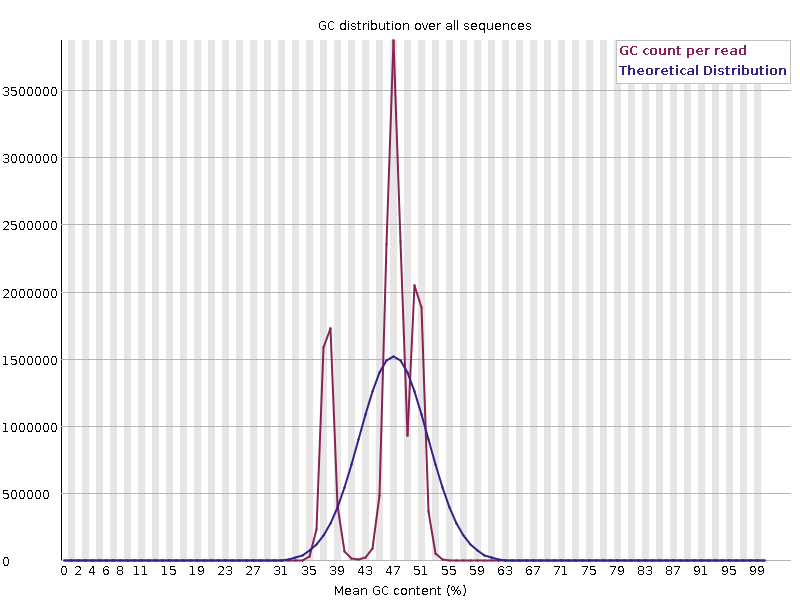 GC distribution over all sequences
GC count per read
Theoretical Distribution
3500000
3000000
2500000
2000000
1500000
1000000
500000
0
0 2 4 6 8 11 15 19 23 27 31 35 39 43 47 51 55 59 63 67 71 75 79 83 87 91 95 99
Mean GC content (%)